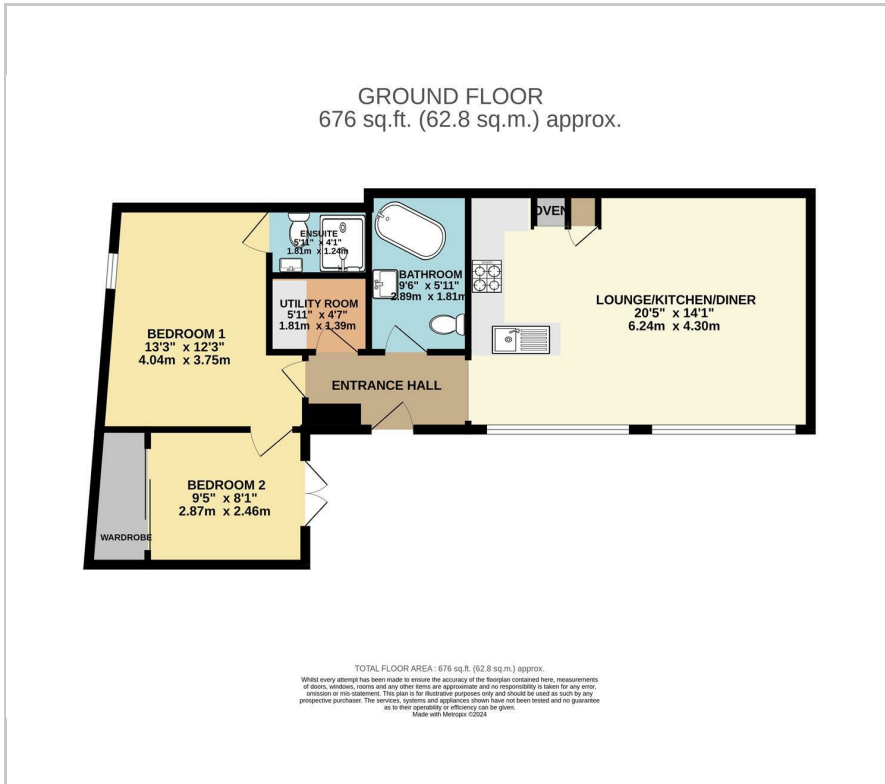 GROUND FLOOR
676 sq.ft. (62.8 sq.m.) approx.
OVEN
ENSUITE
5'11" x 4'1"
1.81m x 1.24m
BATHROOM
9'6" x 5'11"
2.89m x 1.81m
UTILITY ROOM
5'11" x 4'7"
1.81m x 1.39m
LOUNGE/KITCHEN/DINER
20'5" x 14'1"
6.24m x 4.30m
BEDROOM 1
13'3" x 12'3"
4.04m x 3.75m
ENTRANCE HALL
BEDROOM 2
9'5" x 8'1"
2.87m x 2.46m
WARDROBE
TOTAL FLOOR AREA : 676 sq.ft. (62.8 sq.m.) approx.
Whilst every attempt has been made to ensure the accuracy of the floorplan contained here, measurements
of doors, windows, rooms and any other items are approximate and no responsibility is taken for any error,
omission or mis-statement. This plan is for illustrative purposes only and should be used as such by any
prospective purchaser. The services, systems and appliances shown have not been tested and no guarantee
as to their operability or efficiency can be given.
Made with Metropix ©2024